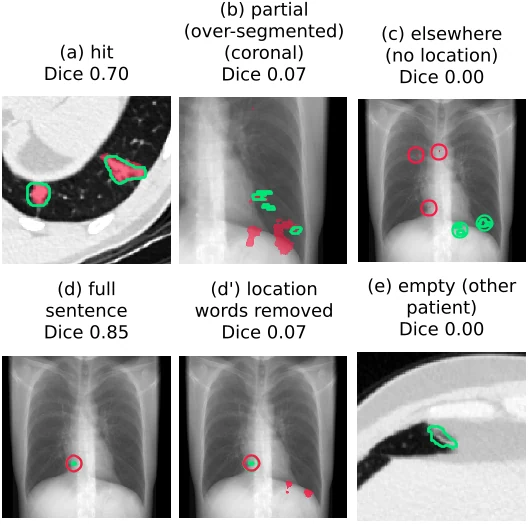 (a) hit
Dice 0.70
(b) partial
(over-segmented)
(coronal)
Dice 0.07
(c) elsewhere
(no location)
Dice 0.00
(d) full
sentence
Dice 0.85
(d') location
words removed
Dice 0.07
(e) empty (other
patient)
Dice 0.00